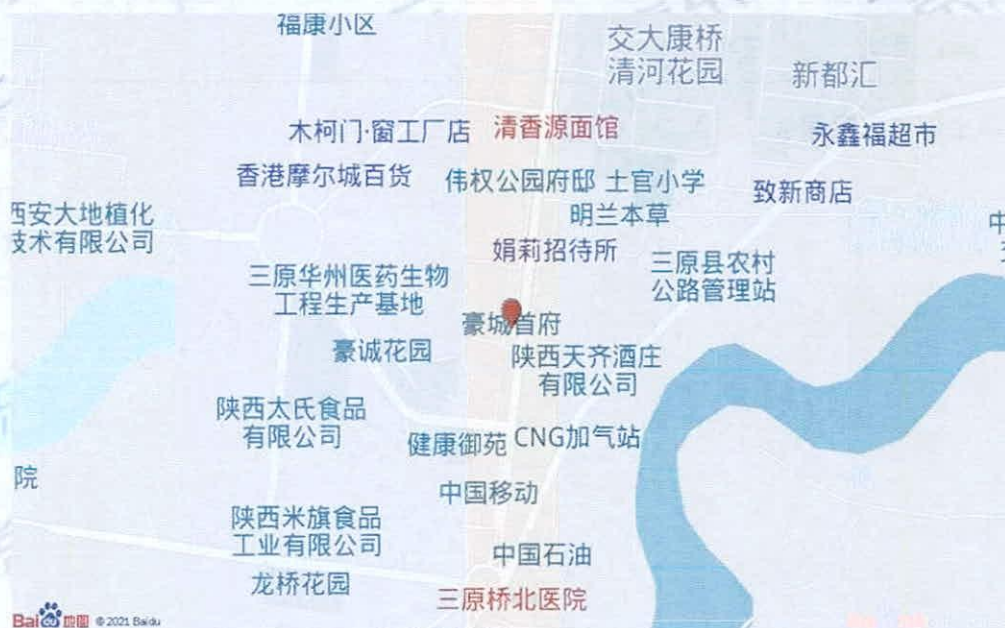 福康小区
交大康桥
清河花园
新都汇
木柯门·窗工厂店
清香源面馆
永鑫福超市
香港摩尔城百货
伟权公园府邸
土官小学
致新商店
西安大地植化
技术有限公司
明兰本草
娟莉招待所
三原县农村
公路管理站
三原华州医药生物
工程生产基地
豪城首府
豪诚花园
陕西天齐酒庄
有限公司
陕西太氏食品
有限公司
健康御苑
CNG加气站
院
中国移动
陕西米旗食品
工业有限公司
中国石油
龙桥花园
三原桥北医院
Bai du 地图 © 2021 Baidu